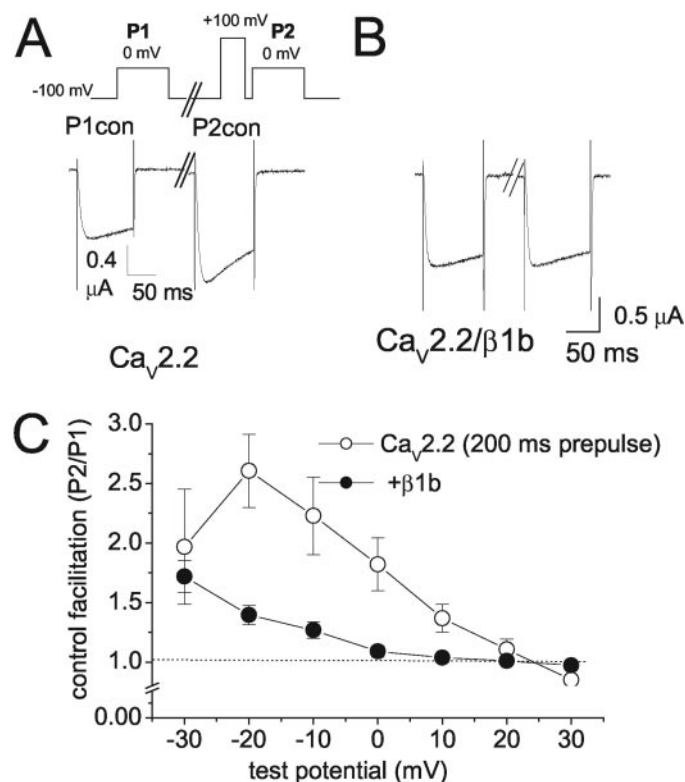 A
P1
0 mV
+100 mV
P2
0 mV
-100 mV
P1con
P2con
0.4
μA
50 ms
Caᵥ2.2
B
0.5 μA
50 ms
Caᵥ2.2/β1b
C
control facilitation (P2/P1)
3.0
2.5
2.0
1.5
1.0
0.00
Caᵥ2.2 (200 ms prepulse)
+β1b
-30 -20 -10 0 10 20 30
test potential (mV)